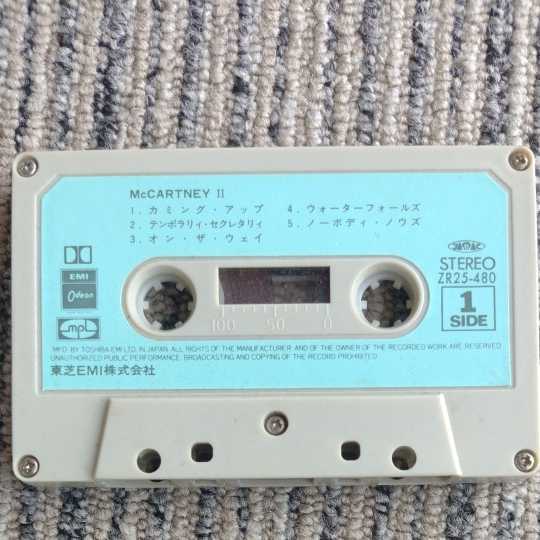 McCARTNEY II
1. カミング・アップ
2. テンポラリィ・セクレタリィ
3. オン・ザ・ウェイ
4. ウォーターフォールズ
5. ノーボディ・ノウズ
EMI
Odeon
mpl
STEREO
ZR25-480
1
SIDE
100 50 0
MFD. BY TOSHIBA EMI LTD. IN JAPAN. ALL RIGHTS OF THE MANUFACTURER AND OF THE OWNER OF THE RECORDED WORK ARE RESERVED
UNAUTHORIZED PUBLIC PERFORMANCE. BROADCASTING AND COPYING OF THE RECORD PROHIBITED
東芝EMI株式会社